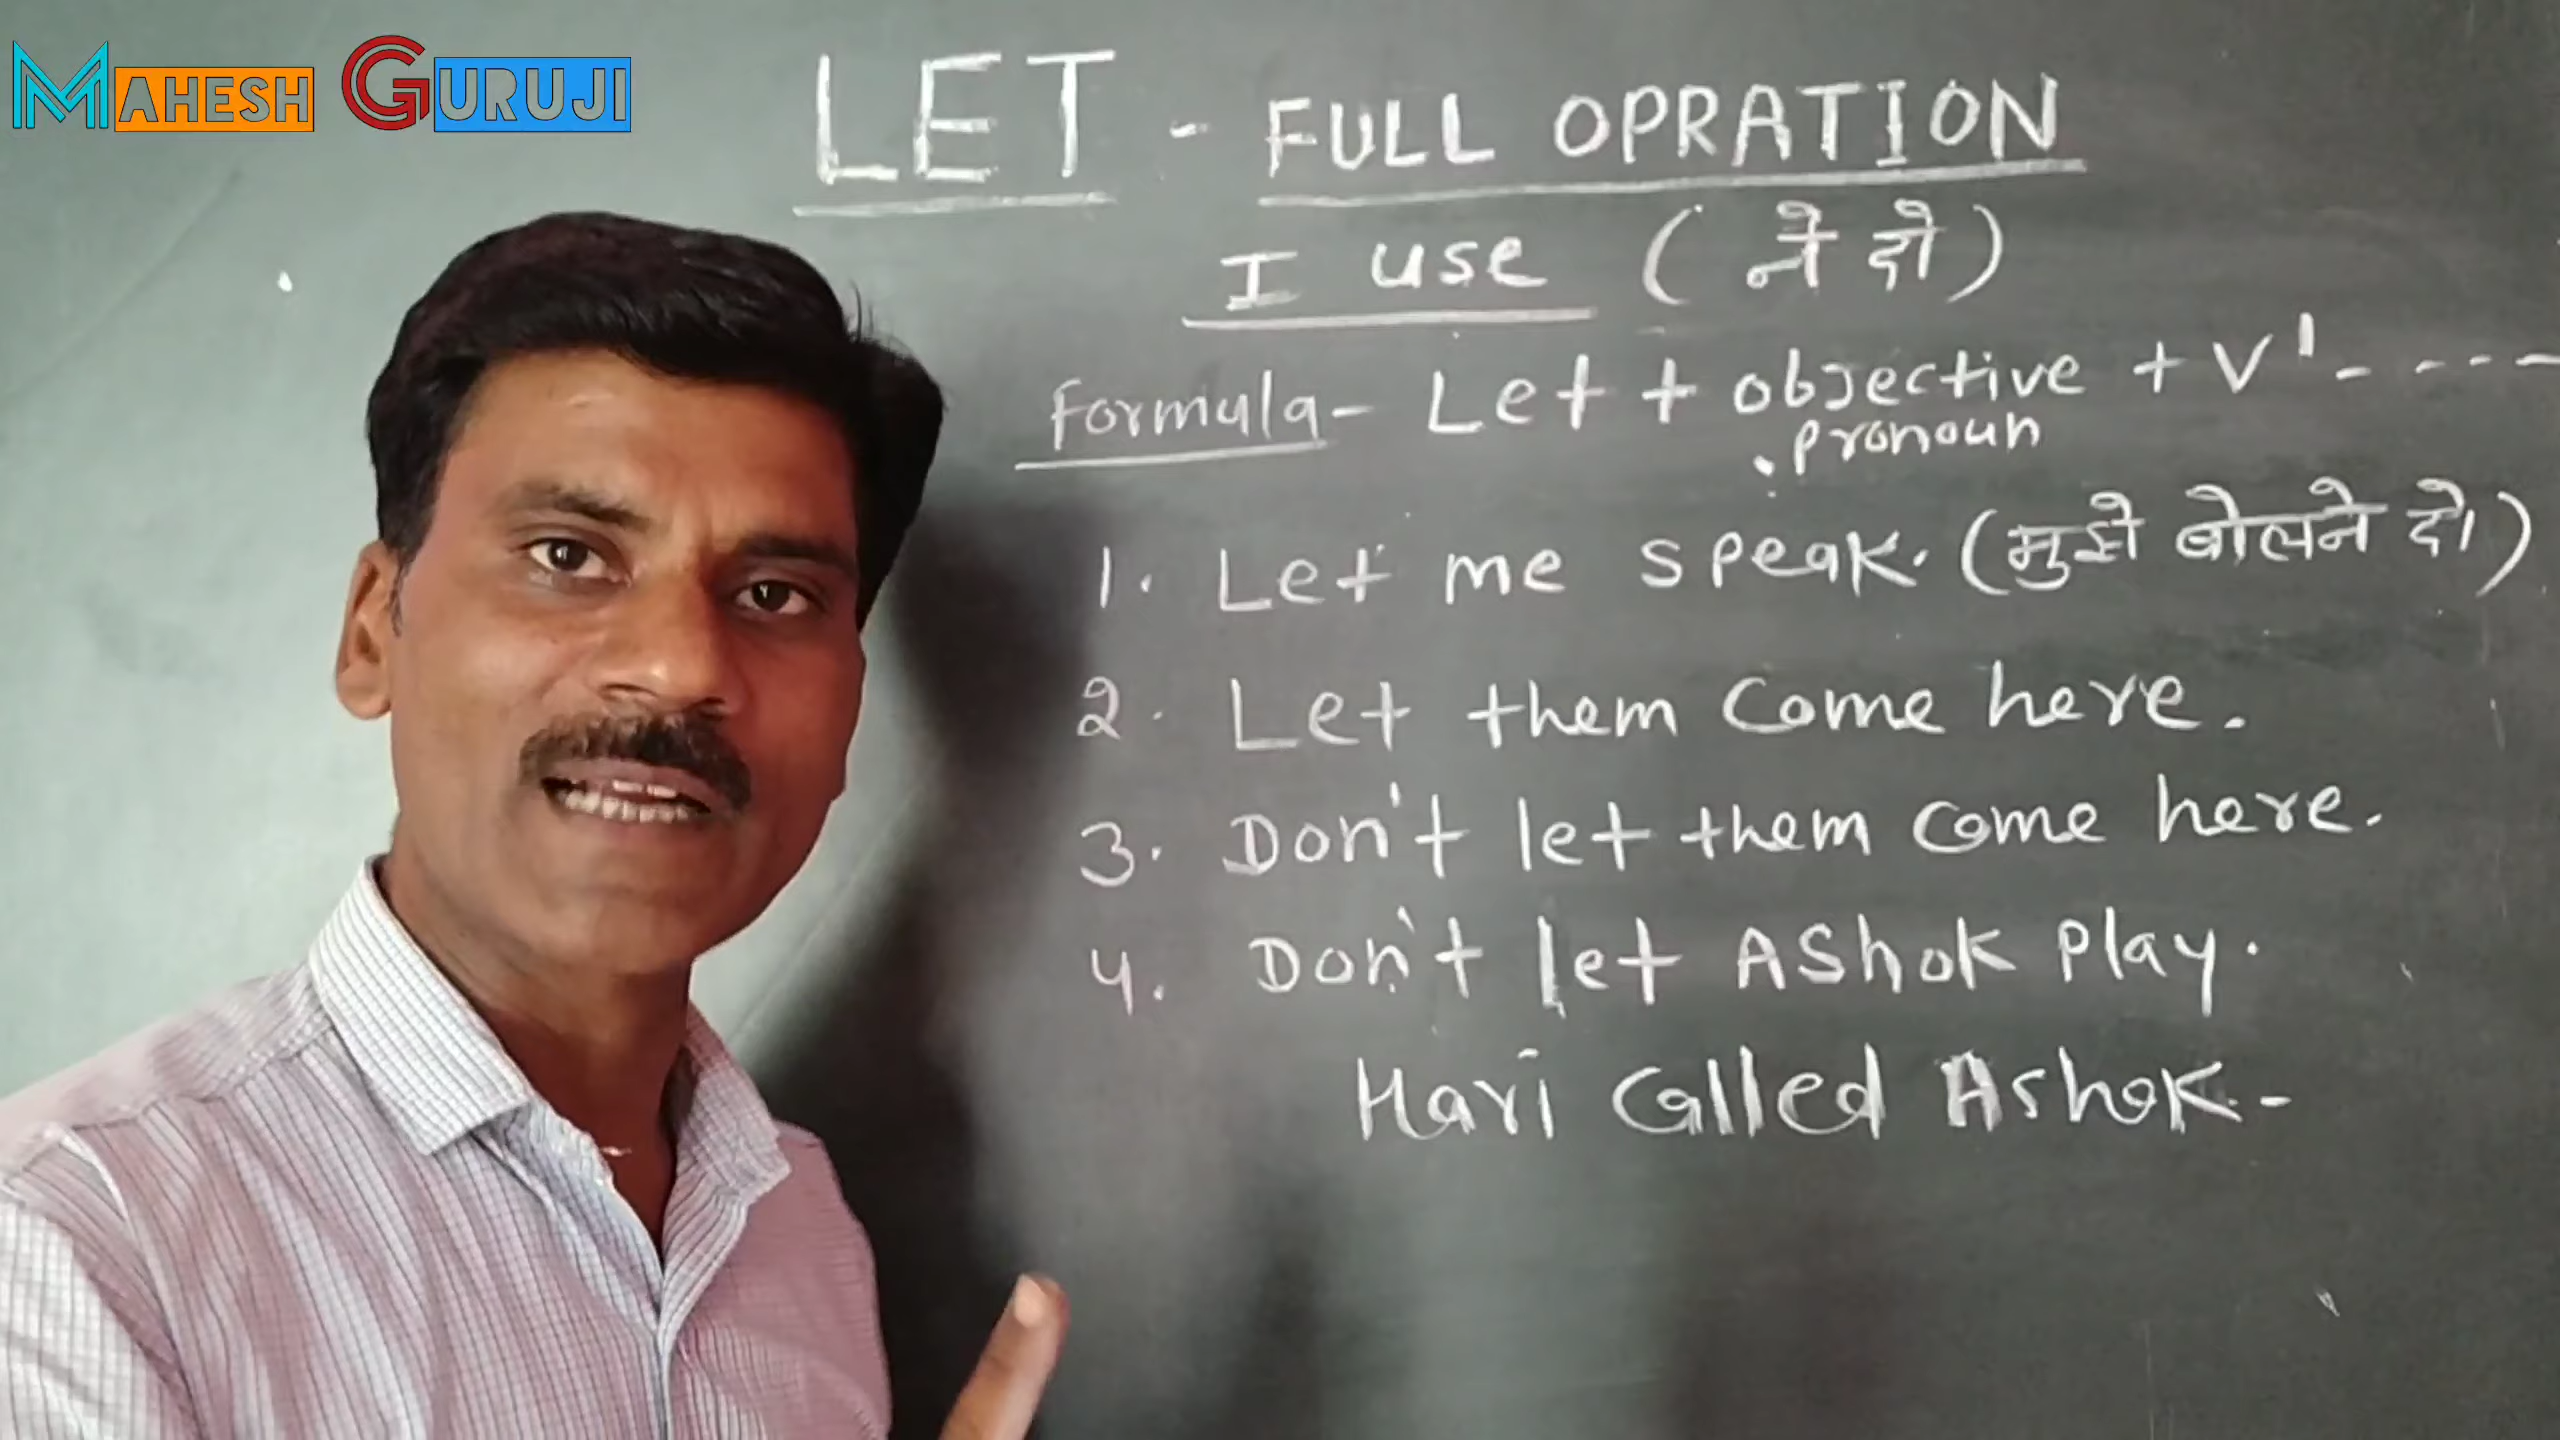 MAHESH GURUJI
LET - FULL OPRATION
I use (ने दो)
Formula - Let + objective + V¹ - - - -
pronoun
1. Let me speak. (मुझे बोलने दो)
2. Let them come here.
3. Don't let them come here.
4. Don't let Ashok play.
Hari called Ashok -